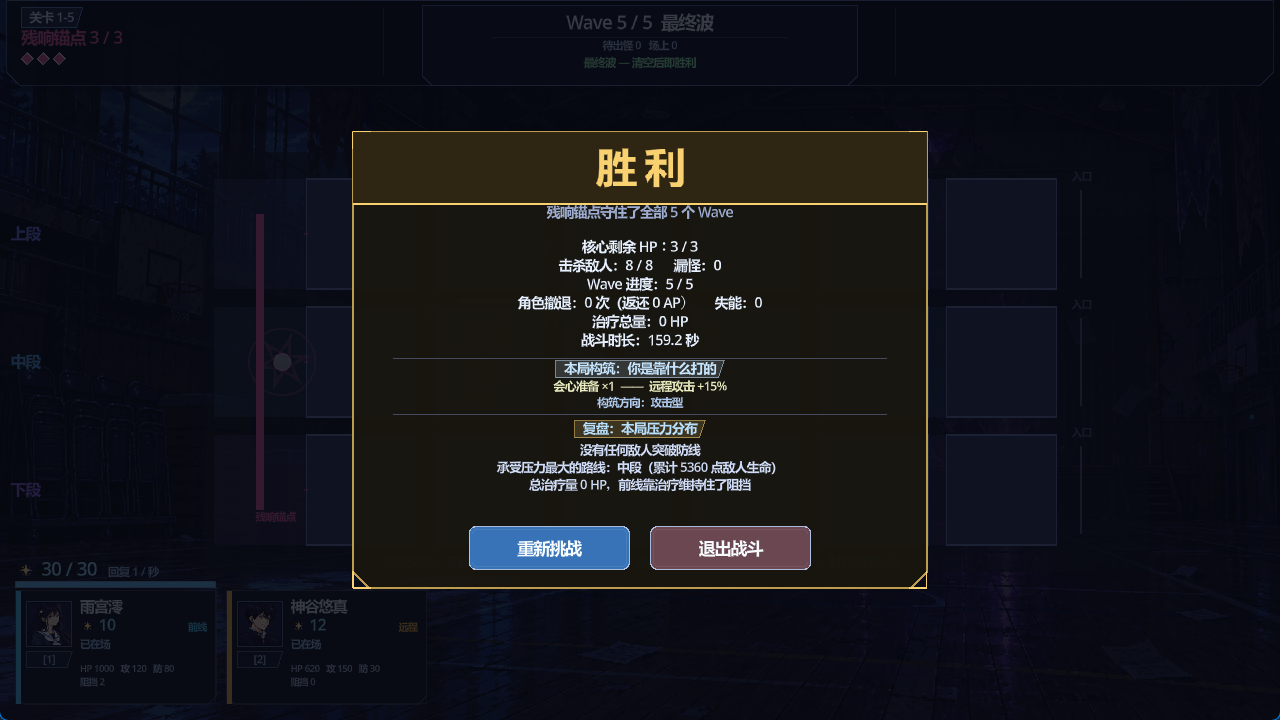 关卡 1-5
残响锚点 3 / 3
Wave 5 / 5 最终波
待出怪 0 场上 0
最终波 — 清空后即胜利
胜利
残响锚点守住了全部 5 个 Wave
核心剩余 HP：3 / 3
击杀敌人：8 / 8 漏怪：0
Wave 进度：5 / 5
角色撤退：0 次（返还 0 AP） 失能：0
治疗总量：0 HP
战斗时长：159.2 秒
本局构筑：你是靠什么打的
会心准备 ×1 —— 远程攻击 +15%
构筑方向：攻击型
复盘：本局压力分布
没有任何敌人突破防线
承受压力最大的路线：中段（累计 5360 点敌人生命）
总治疗量 0 HP，前线靠治疗维持住了阻挡
重新挑战 退出战斗
上段
中段
下段
入口
入口
入口
残响锚点
30 / 30 回复 1 / 秒
雨宫澪
10 前线
已在场
[1]
HP 1000 攻 120 防 80
阻挡 2
神谷悠真
12 远程
已在场
[2]
HP 620 攻 150 防 30
阻挡 0